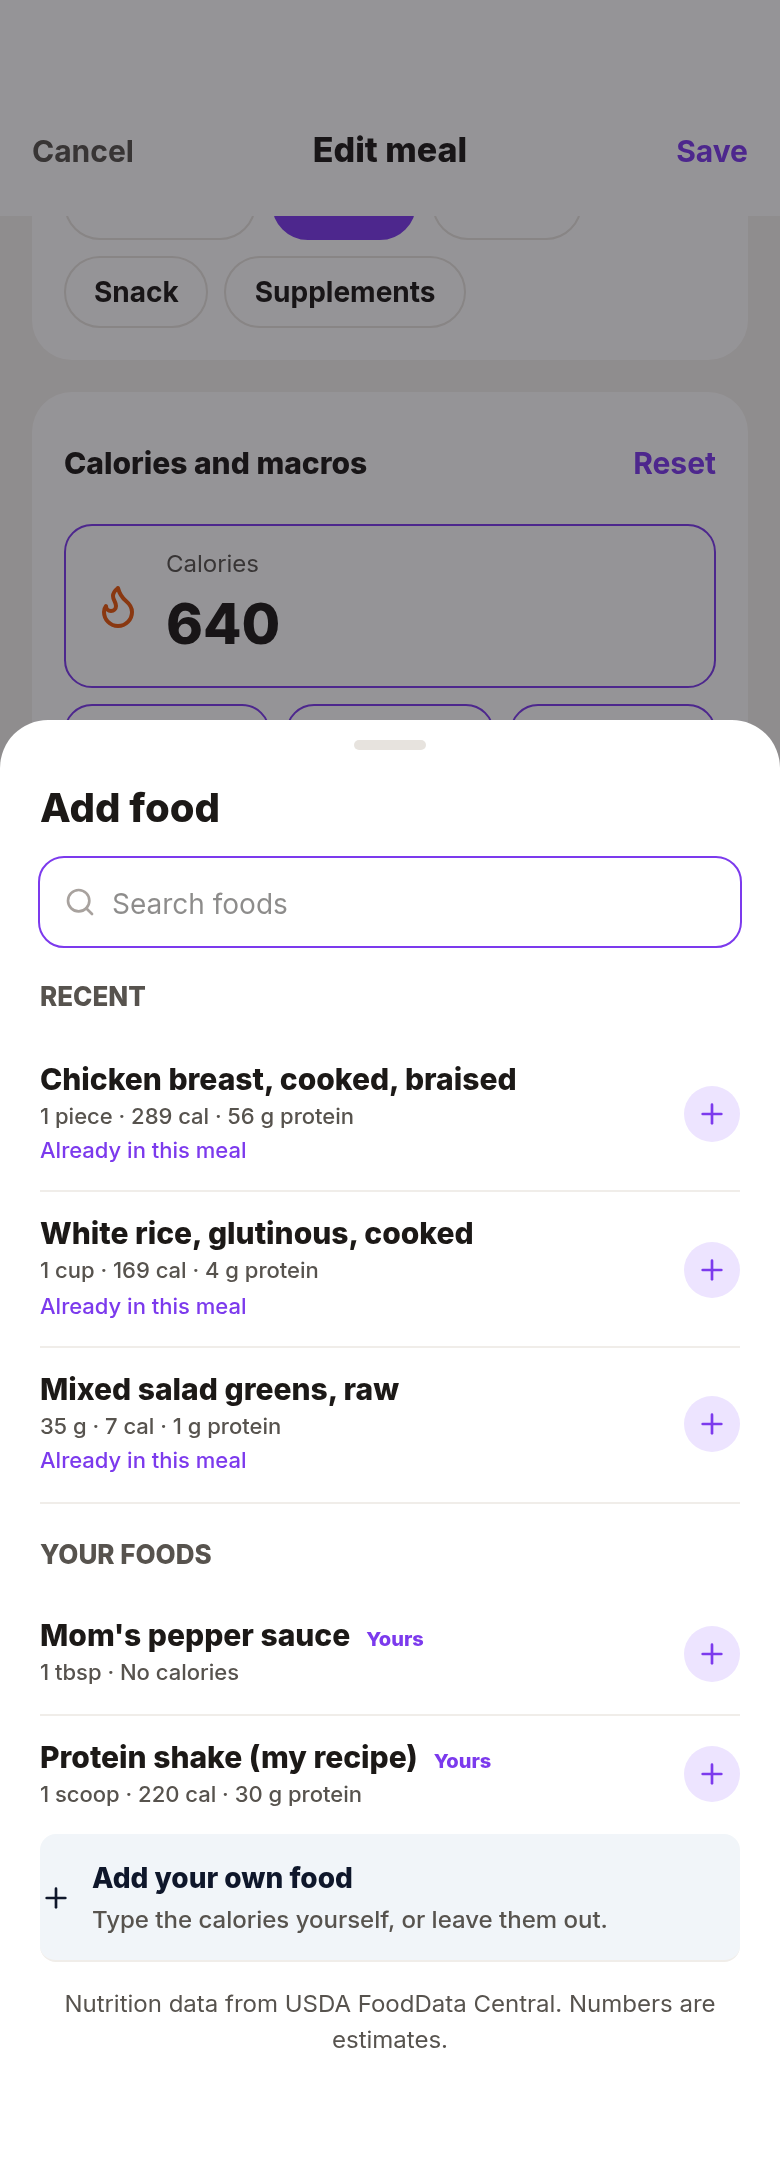 Cancel
Edit meal
Save
Snack
Supplements
Calories and macros
Reset
Calories
640
Add food
Search foods
RECENT
Chicken breast, cooked, braised
1 piece · 289 cal · 56 g protein
Already in this meal
White rice, glutinous, cooked
1 cup · 169 cal · 4 g protein
Already in this meal
Mixed salad greens, raw
35 g · 7 cal · 1 g protein
Already in this meal
YOUR FOODS
Mom's pepper sauce Yours
1 tbsp · No calories
Protein shake (my recipe) Yours
1 scoop · 220 cal · 30 g protein
Add your own food
Type the calories yourself, or leave them out.
Nutrition data from USDA FoodData Central. Numbers are
estimates.